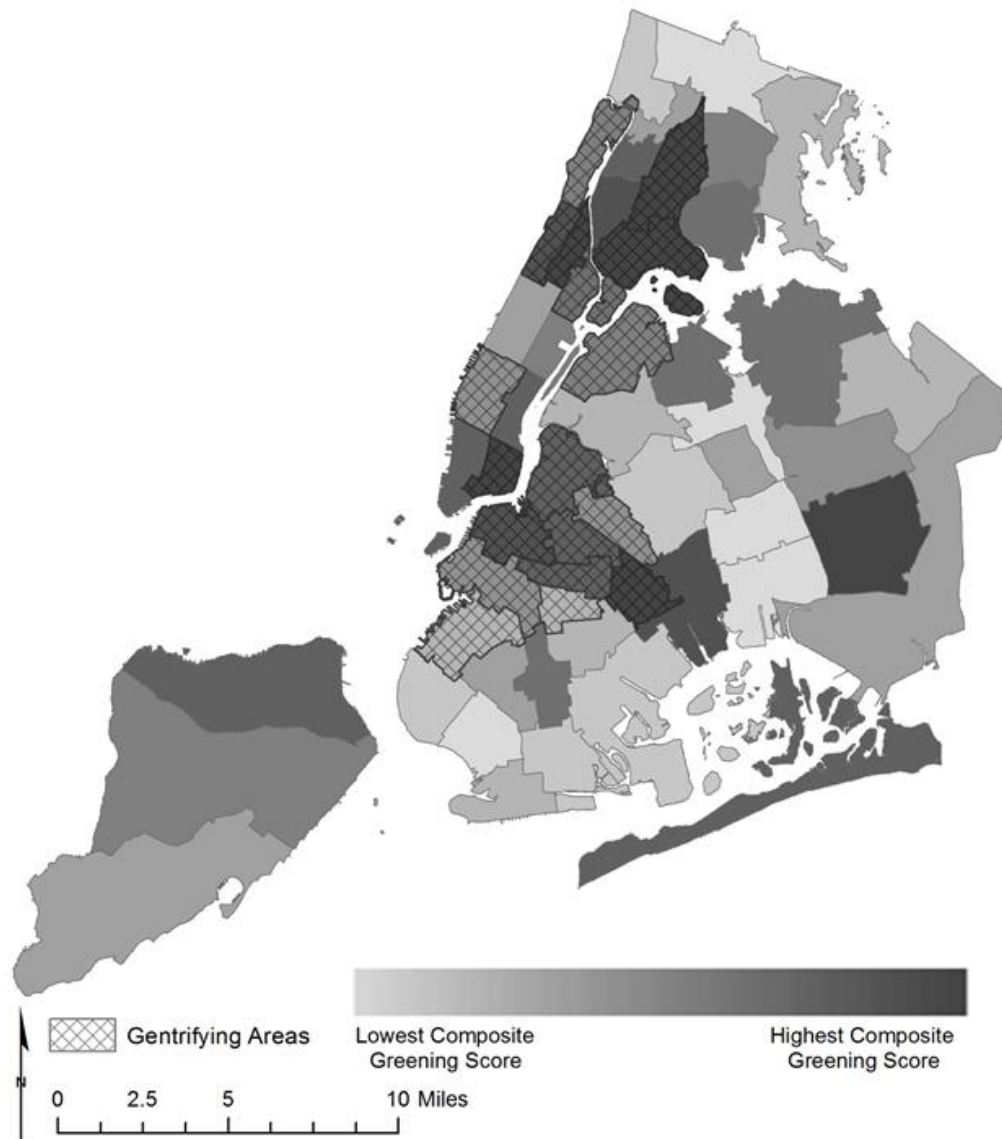 N
Gentrifying Areas
Lowest Composite
Greening Score
Highest Composite
Greening Score
0 2.5 5 10 Miles